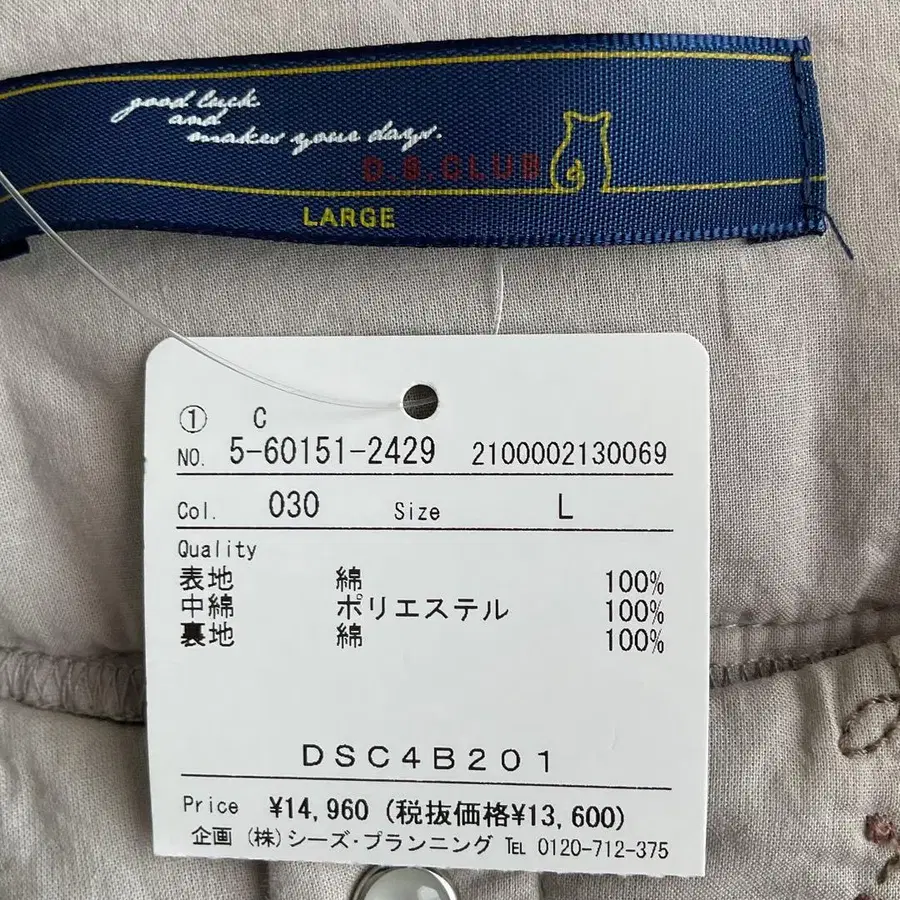 good luck
and
makes your days.
D.B.CLUB
LARGE
① C
NO. 5-60151-2429 2100002130069
Col. 030 Size L
Quality
表地 綿 100%
中綿 ポリエステル 100%
裏地 綿 100%
DSC4B201
Price ¥14,960 (税抜価格¥13,600)
企画 (株)シーズ・プランニング TEL 0120-712-375